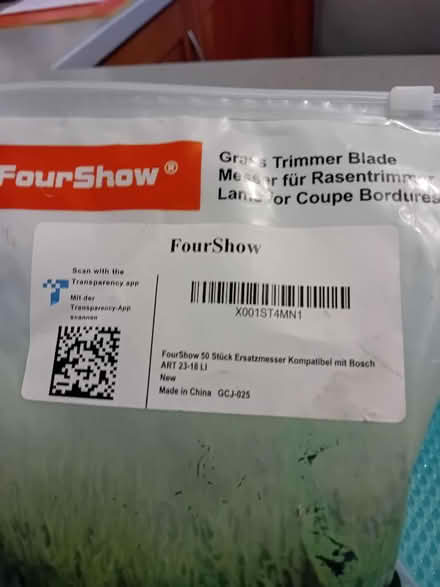 FourShow®
Grass Trimmer Blade
Messer für Rasentrimmer
Lame for Coupe Bordures
FourShow
Scan with the
Transparency app
Mit der
Transparency-App
scannen
X001ST4MN1
FourShow 50 Stück Ersatzmesser Kompatibel mit Bosch
ART 23-18 LI
New
Made in China GCJ-025